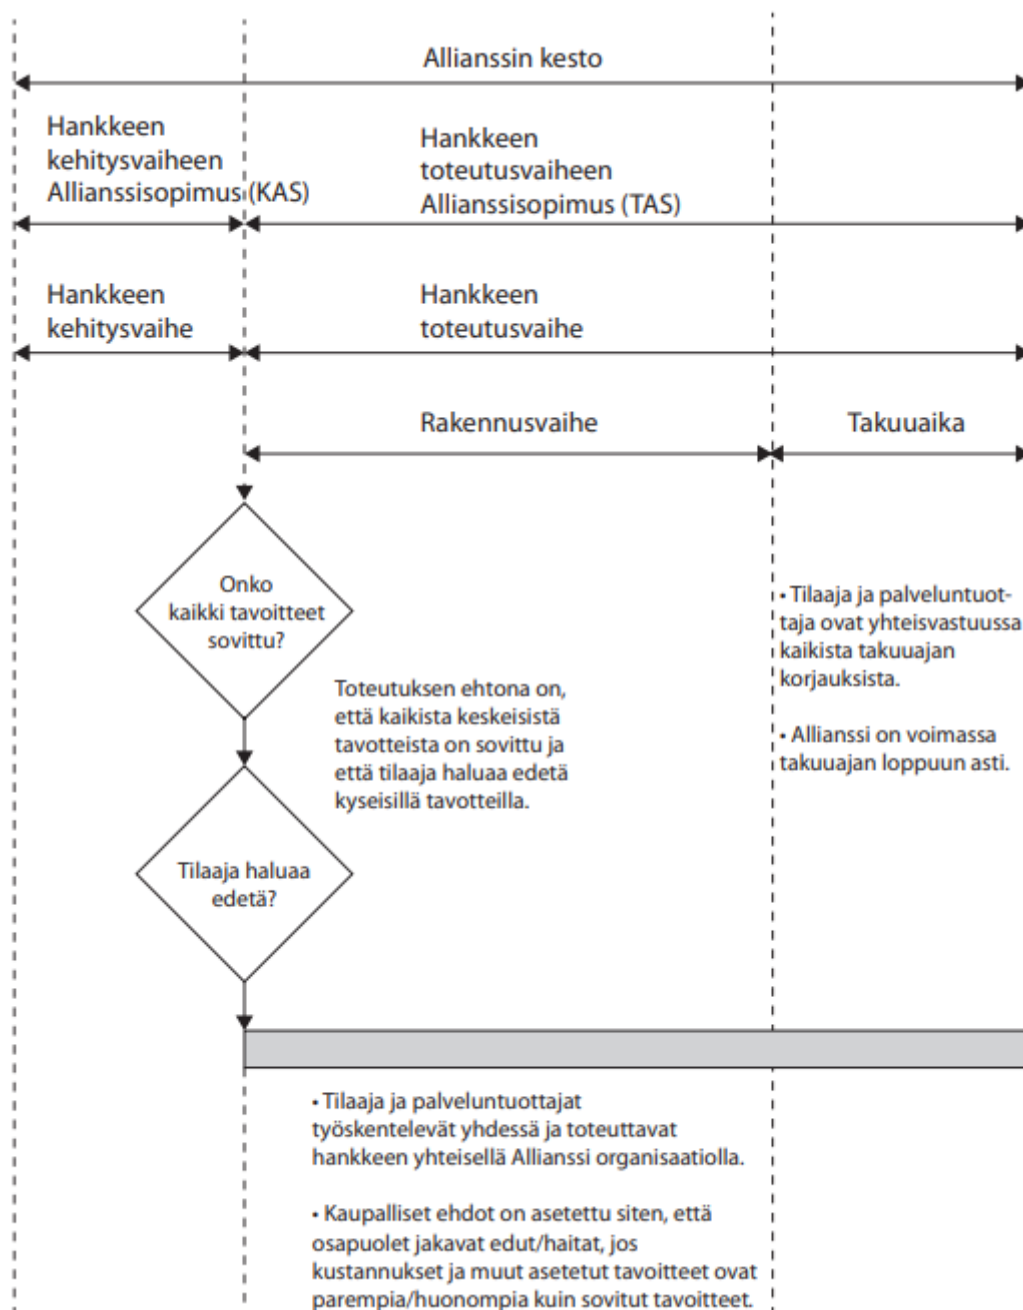 Allianssin kesto
Hankkeen
kehitysvaiheen
Allianssisopimus (KAS)
Hankkeen
toteutusvaiheen
Allianssisopimus (TAS)
Hankkeen
kehitysvaihe
Hankkeen
toteutusvaihe
Rakennusvaihe
Takuuaika
Onko
kaikki tavoitteet
sovittu?
Toteutuksen ehtona on,
että kaikista keskeisistä
tavotteista on sovittu ja
että tilaaja haluaa edetä
kyseisillä tavotteilla.
• Tilaaja ja palveluntuot-
taja ovat yhteisvastuussa
kaikista takuuajan
korjauksista.
• Allianssi on voimassa
takuuajan loppuun asti.
Tilaaja haluaa
edetä?
• Tilaaja ja palveluntuottajat
työskentelevät yhdessä ja toteuttavat
hankkeen yhteisellä Allianssi organisaatiolla.
• Kaupalliset ehdot on asetettu siten, että
osapuolet jakavat edut/haitat, jos
kustannukset ja muut asetetut tavoitteet ovat
parempia/huonompia kuin sovitut tavoitteet.